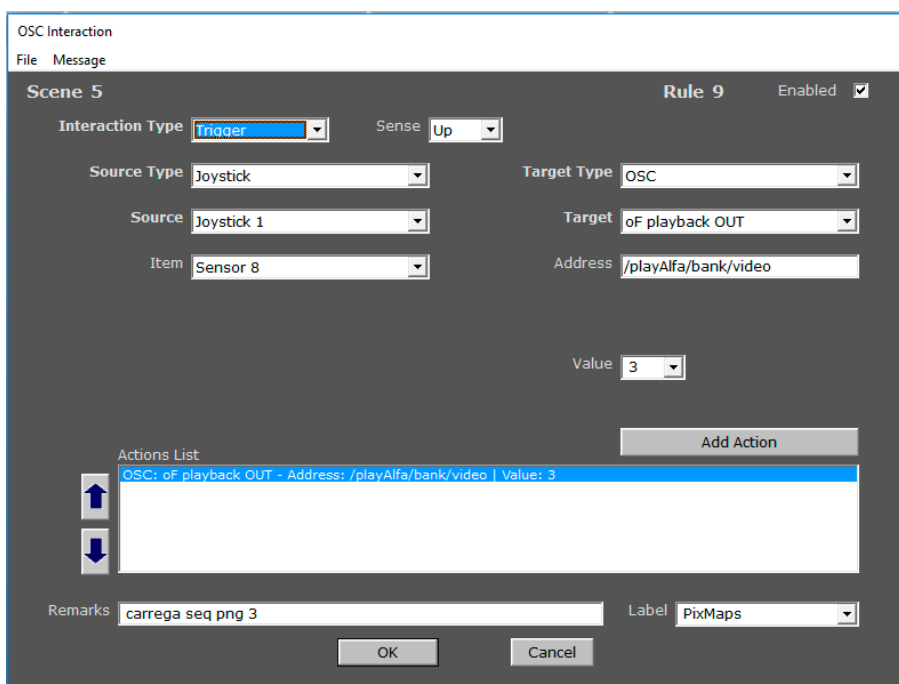 OSC Interaction
File Message
Scene 5 Rule 9 Enabled
Interaction Type Trigger Sense Up
Source Type Joystick Target Type OSC
Source Joystick 1 Target oF playback OUT
Item Sensor 8 Address /playAlfa/bank/video
Value 3
Add Action
Actions List
OSC: oF playback OUT - Address: /playAlfa/bank/video | Value: 3
Remarks carrega seq png 3 Label PixMaps
OK Cancel